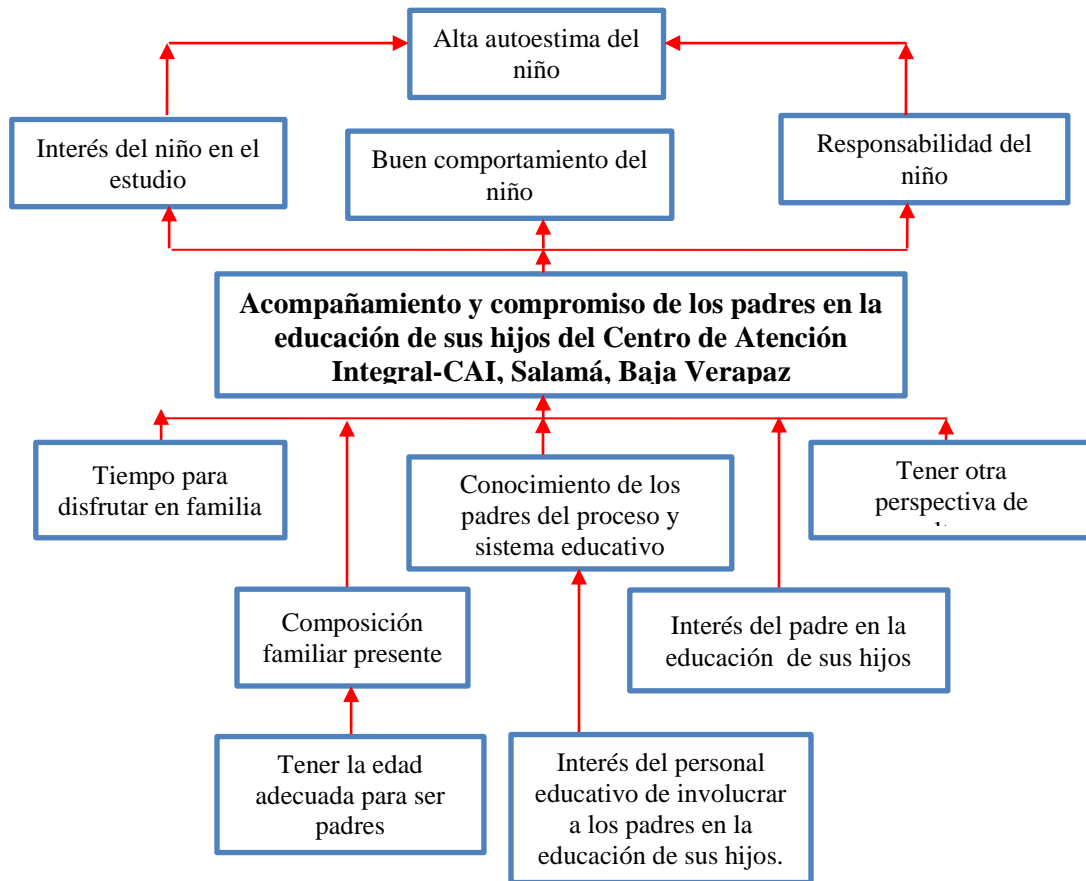 Alta autoestima del
niño
Interés del niño en el
estudio
Buen comportamiento del
niño
Responsabilidad del
niño
Acompañamiento y compromiso de los padres en la
educación de sus hijos del Centro de Atención
Integral-CAI, Salamá, Baja Verapaz
Tiempo para
disfrutar en familia
Conocimiento de los
padres del proceso y
sistema educativo
Tener otra
perspectiva de
Composición
familiar presente
Interés del padre en la
educación de sus hijos
Tener la edad
adecuada para ser
padres
Interés del personal
educativo de involucrar
a los padres en la
educación de sus hijos.